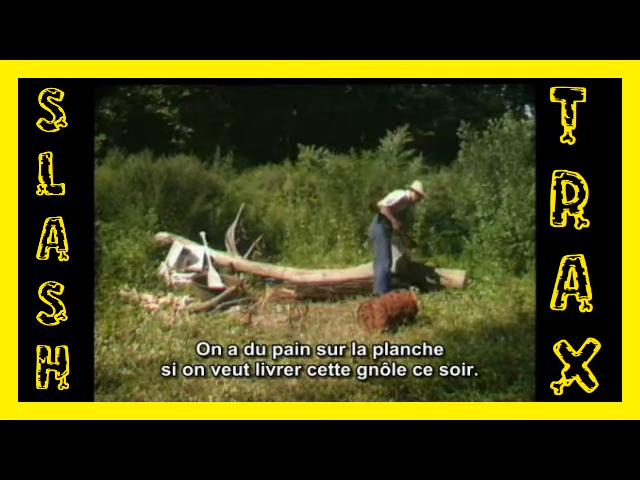 SLASH
On a du pain sur la planche
si on veut livrer cette gnôle ce soir.
TRAX